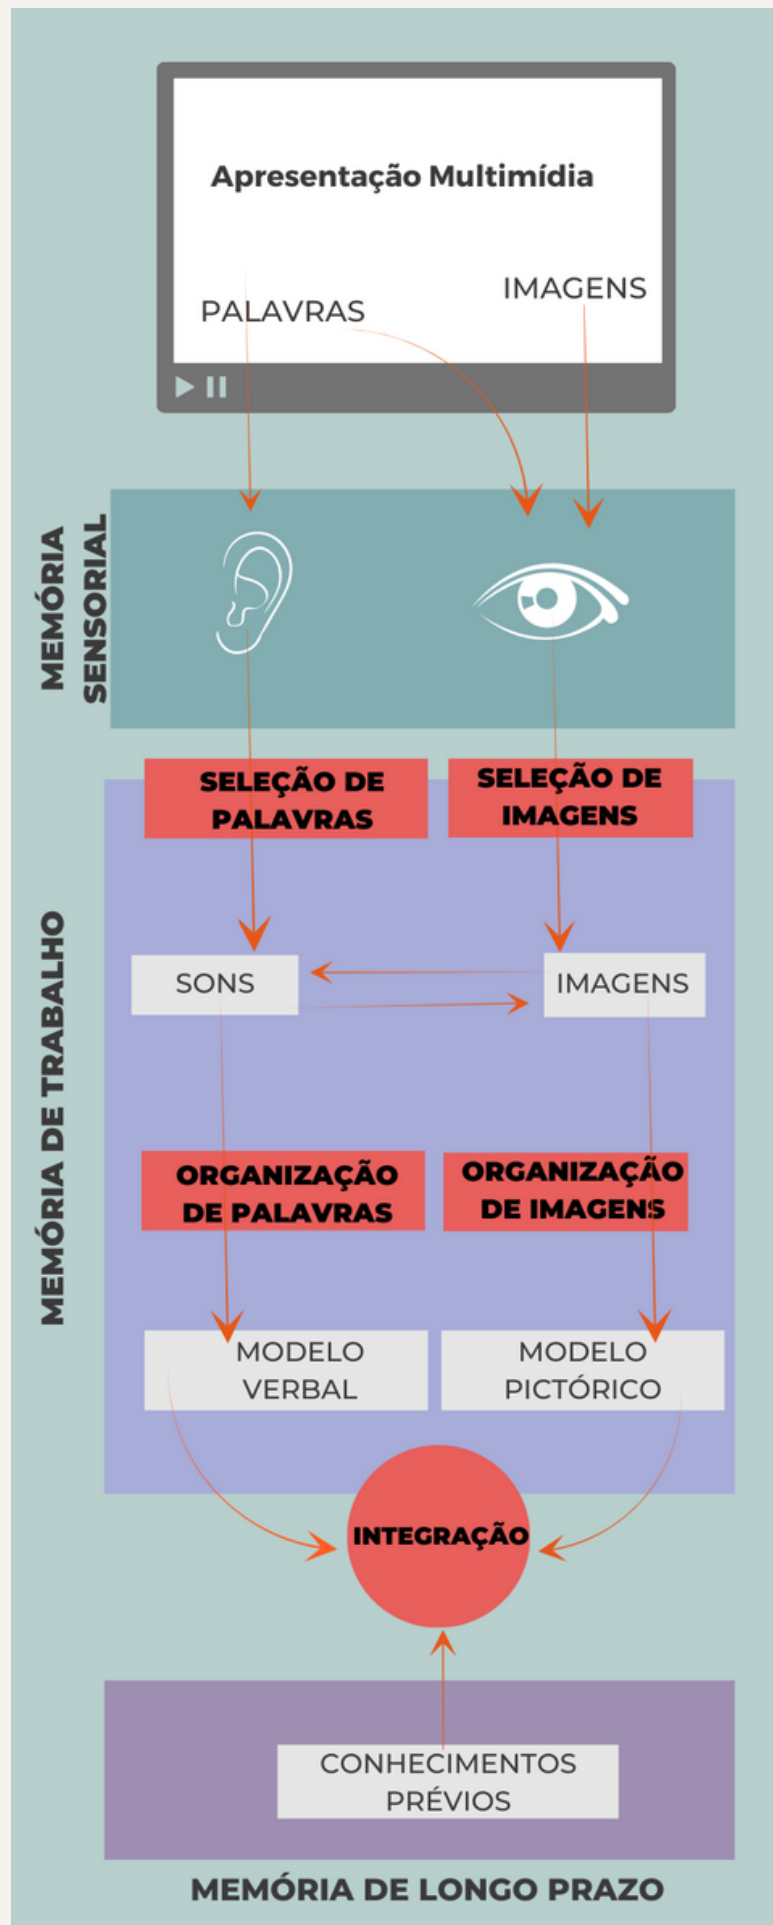 Apresentação Multimídia
PALAVRAS
IMAGENS
MEMÓRIA
SENSORIAL
SELEÇÃO DE
PALAVRAS
SELEÇÃO DE
IMAGENS
MEMÓRIA DE TRABALHO
SONS
IMAGENS
ORGANIZAÇÃO
DE PALAVRAS
ORGANIZAÇÃO
DE IMAGENS
MODELO
VERBAL
MODELO
PICTÓRICO
INTEGRAÇÃO
CONHECIMENTOS
PRÉVIOS
MEMÓRIA DE LONGO PRAZO